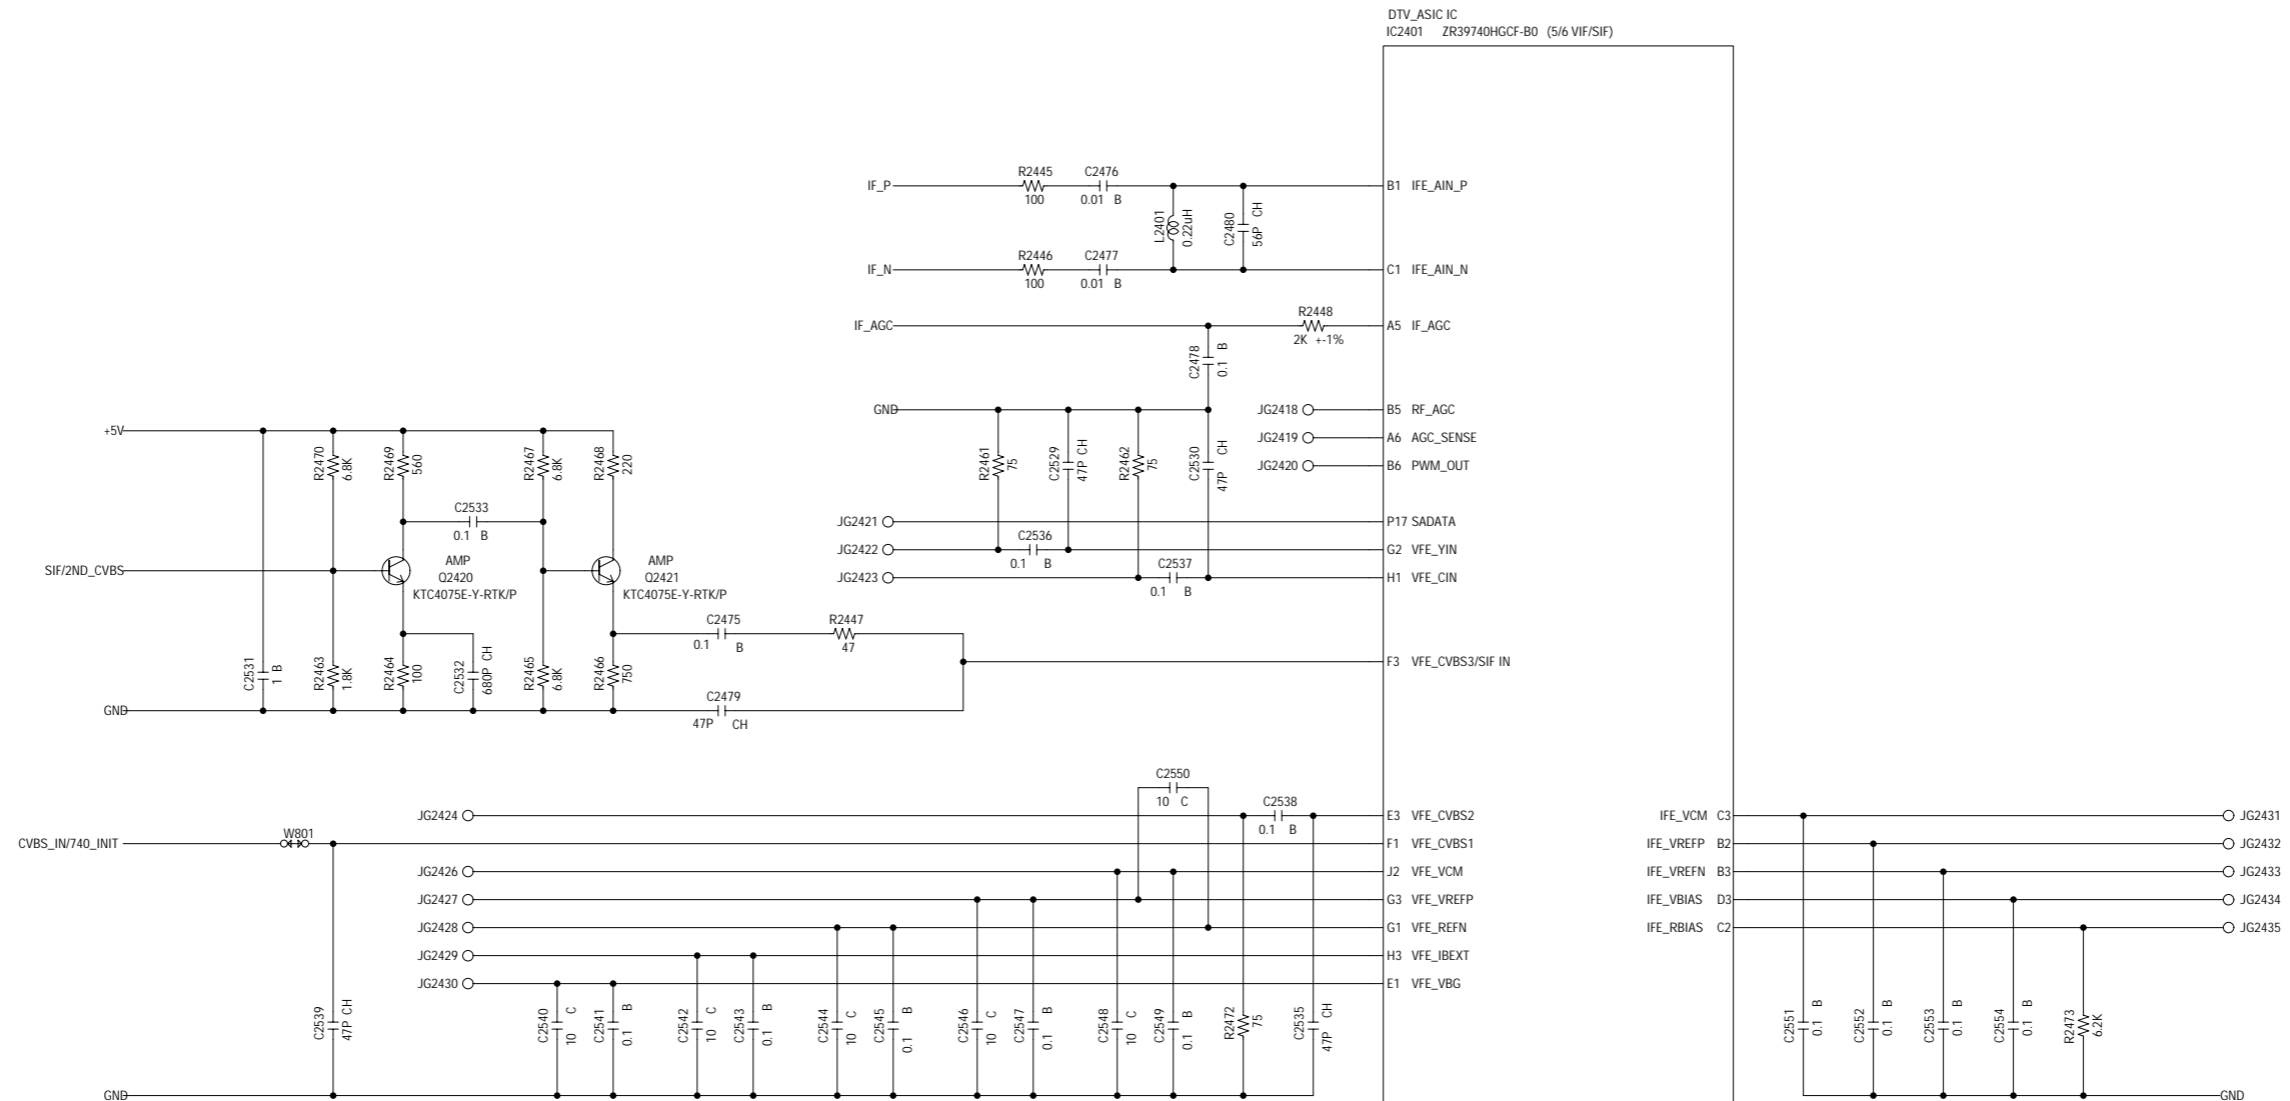 DTV_ASIC IC
IC2401 ZR39740HGCF-B0 (5/6 VIF/SIF)
IF_P
R2445
100
C2476
0.01 B
B1 IFE_AIN_P
L2401
0.22uH
C2480
56P CH
IF_N
R2446
100
C2477
0.01 B
C1 IFE_AIN_N
IF_AGC
R2448
2K +-1%
A5 IF_AGC
C2478
0.1 B
GND
JG2418
B5 RF_AGC
JG2419
A6 AGC_SENSE
JG2420
B6 PWM_OUT
R2461
75
C2529
47P CH
R2462
75
C2530
47P CH
JG2421
P17 SADATA
JG2422
C2536
0.1 B
G2 VFE_YIN
JG2423
C2537
0.1 B
H1 VFE_CIN
+5V
R2470
6.8K
R2469
560
R2467
6.8K
R2468
220
C2533
0.1 B
SIF/2ND_CVBS
AMP
Q2420
KTC4075E-Y-RTK/P
AMP
Q2421
KTC4075E-Y-RTK/P
C2475
0.1 B
R2447
47
F3 VFE_CVBS3/SIF IN
C2531
1 B
R2463
1.8K
R2464
100
C2532
680P CH
R2465
6.8K
R2466
750
C2479
47P CH
GND
C2550
10 C
JG2424
C2538
0.1 B
E3 VFE_CVBS2
CVBS_IN/740_INIT
W801
F1 VFE_CVBS1
JG2426
J2 VFE_VCM
JG2427
G3 VFE_VREFP
JG2428
G1 VFE_REFN
JG2429
H3 VFE_IBEXT
JG2430
E1 VFE_VBG
C2539
47P CH
C2540
10 C
C2541
0.1 B
C2542
10 C
C2543
0.1 B
C2544
10 C
C2545
0.1 B
C2546
10 C
C2547
0.1 B
C2548
10 C
C2549
0.1 B
R2472
75
C2535
47P CH
GND
IFE_VCM C3
JG2431
IFE_VREFP B2
JG2432
IFE_VREFN B3
JG2433
IFE_VBIAS D3
JG2434
IFE_RBIAS C2
JG2435
C2551
0.1 B
C2552
0.1 B
C2553
0.1 B
C2554
0.1 B
R2473
6.2K
GND